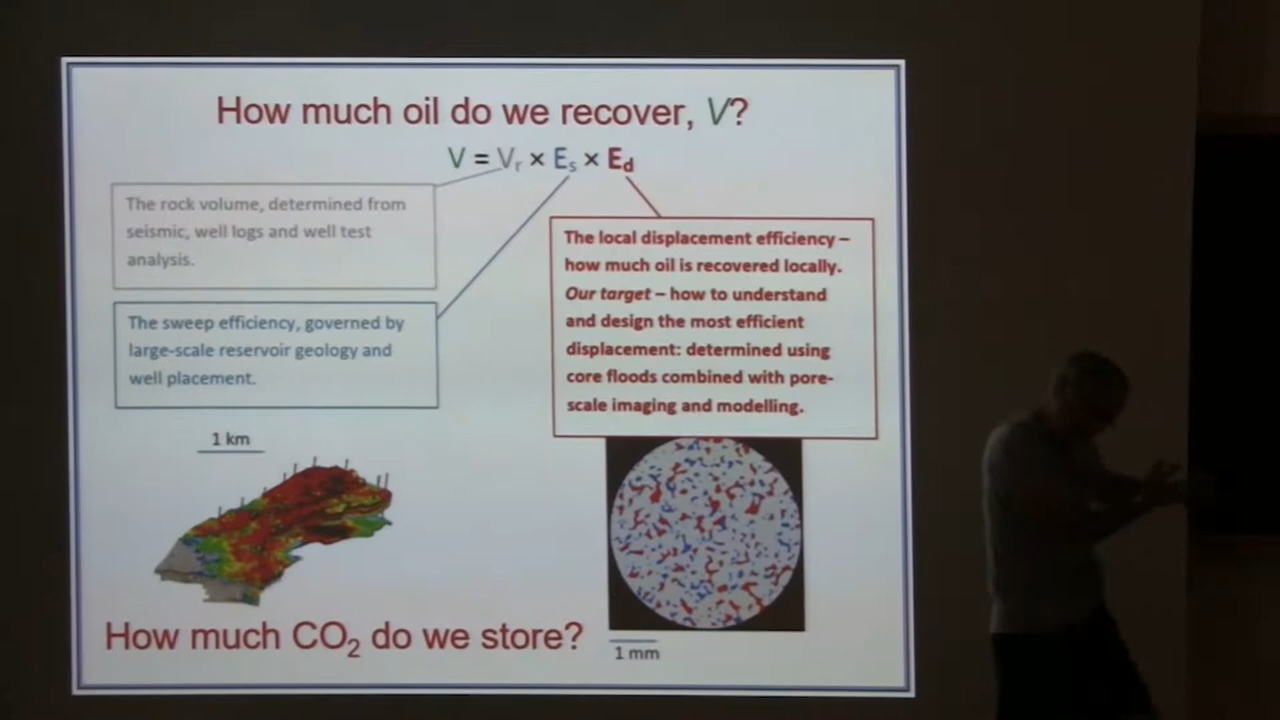 How much oil do we recover, V?
V = Vr × Es × Ed
The rock volume, determined from
seismic, well logs and well test
analysis.
The sweep efficiency, governed by
large-scale reservoir geology and
well placement.
The local displacement efficiency –
how much oil is recovered locally.
Our target – how to understand
and design the most efficient
displacement: determined using
core floods combined with pore-
scale imaging and modelling.
1 km
How much CO₂ do we store?
1 mm